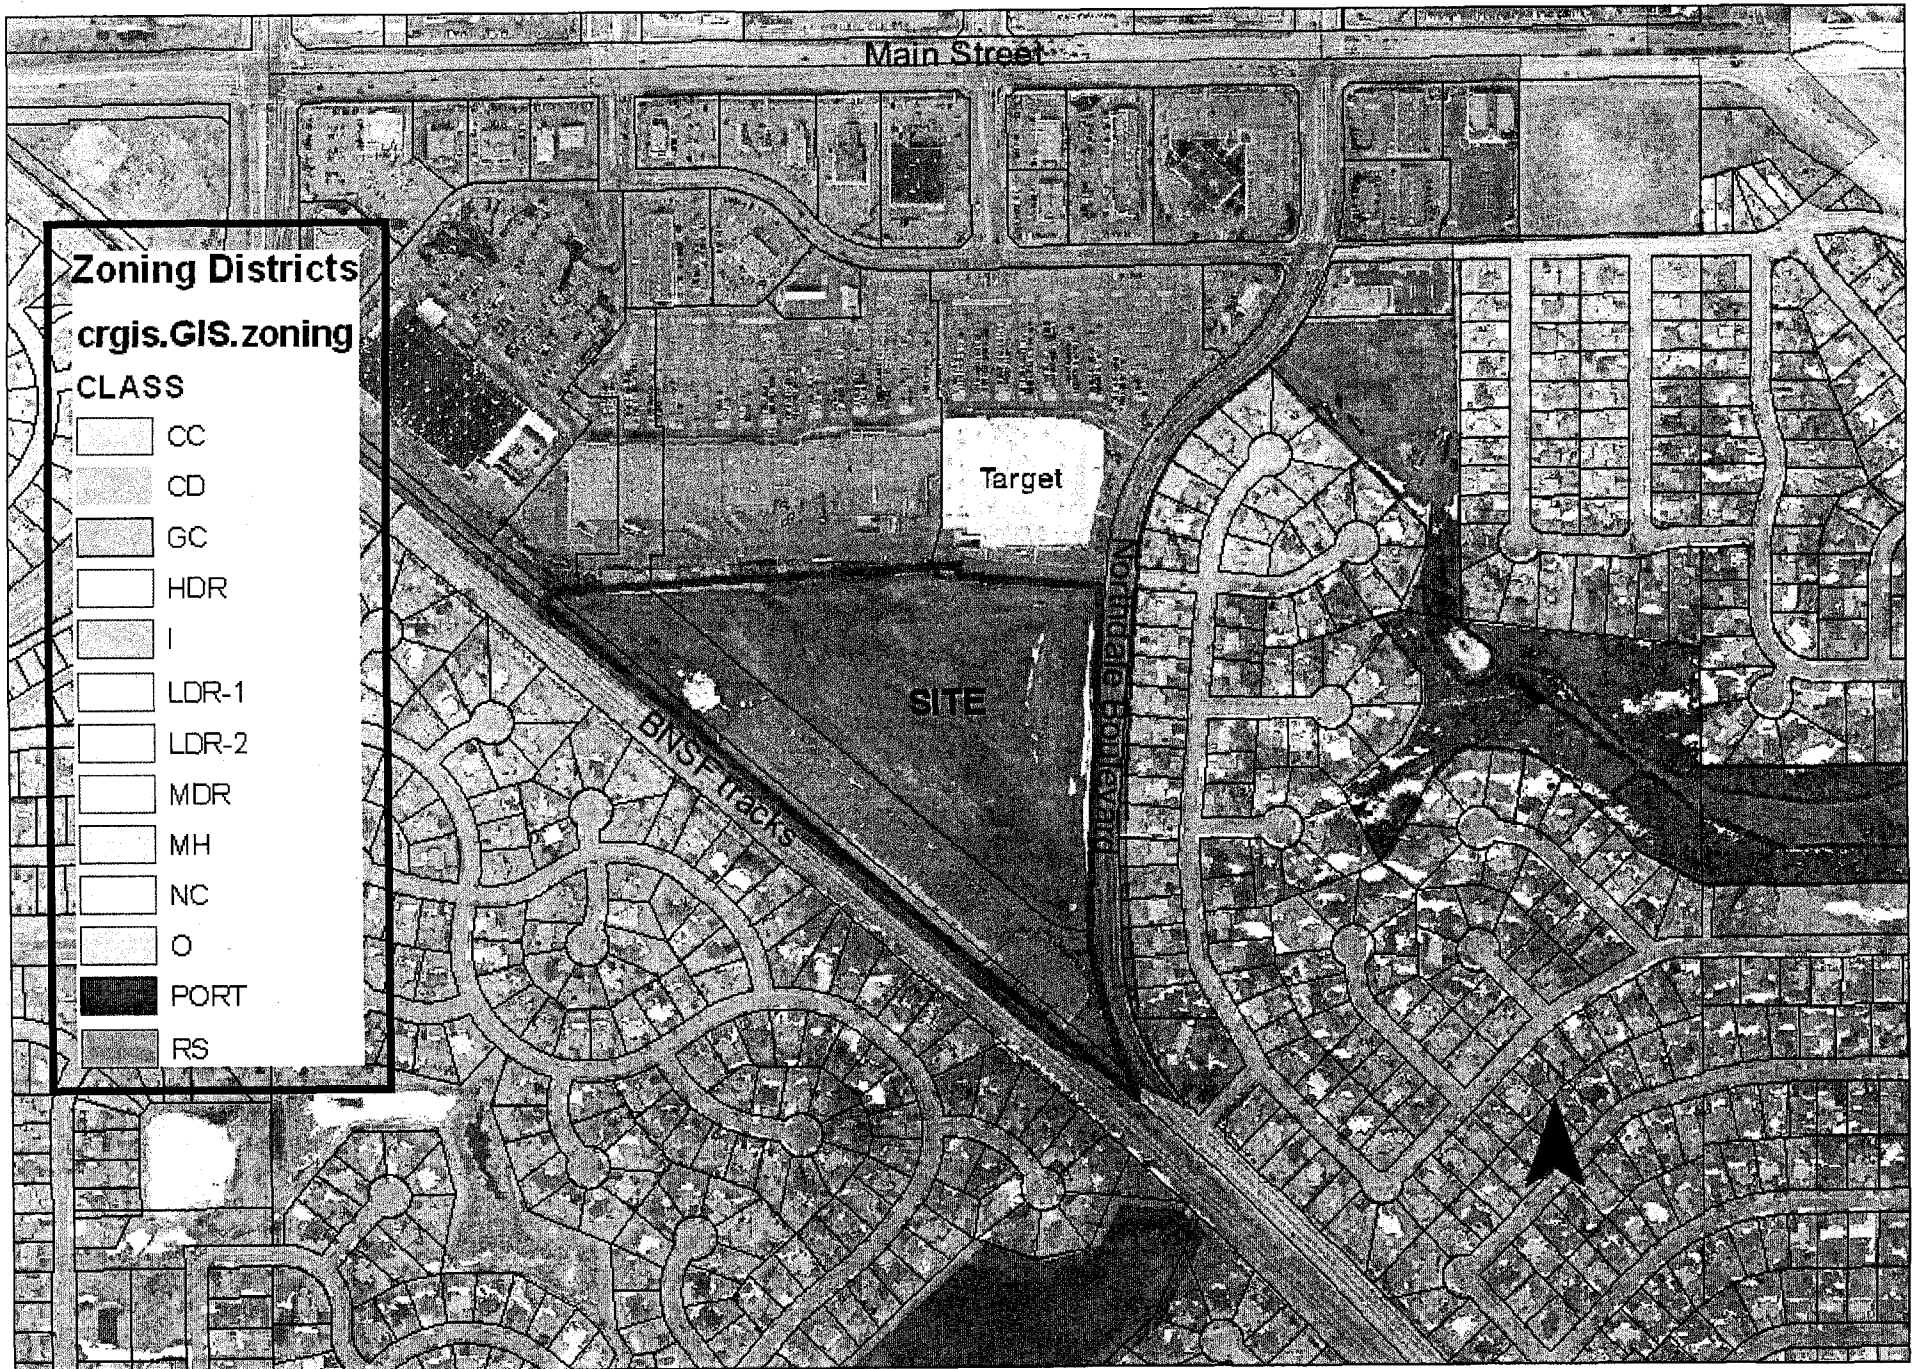 Main Street
Zoning Districts
crgis.GIS.zoning
CLASS
CC
CD
GC
HDR
I
LDR-1
LDR-2
MDR
MH
NC
O
PORT
RS
Target
Northdale Boulevard
SITE
BNSF tracks